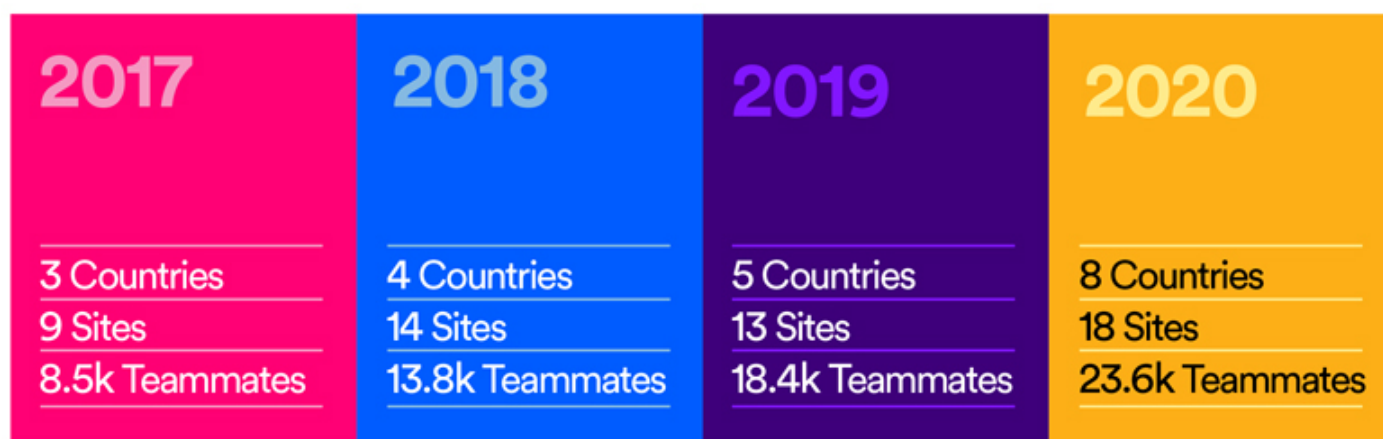 2017
3 Countries
9 Sites
8.5k Teammates
2018
4 Countries
14 Sites
13.8k Teammates
2019
5 Countries
13 Sites
18.4k Teammates
2020
8 Countries
18 Sites
23.6k Teammates